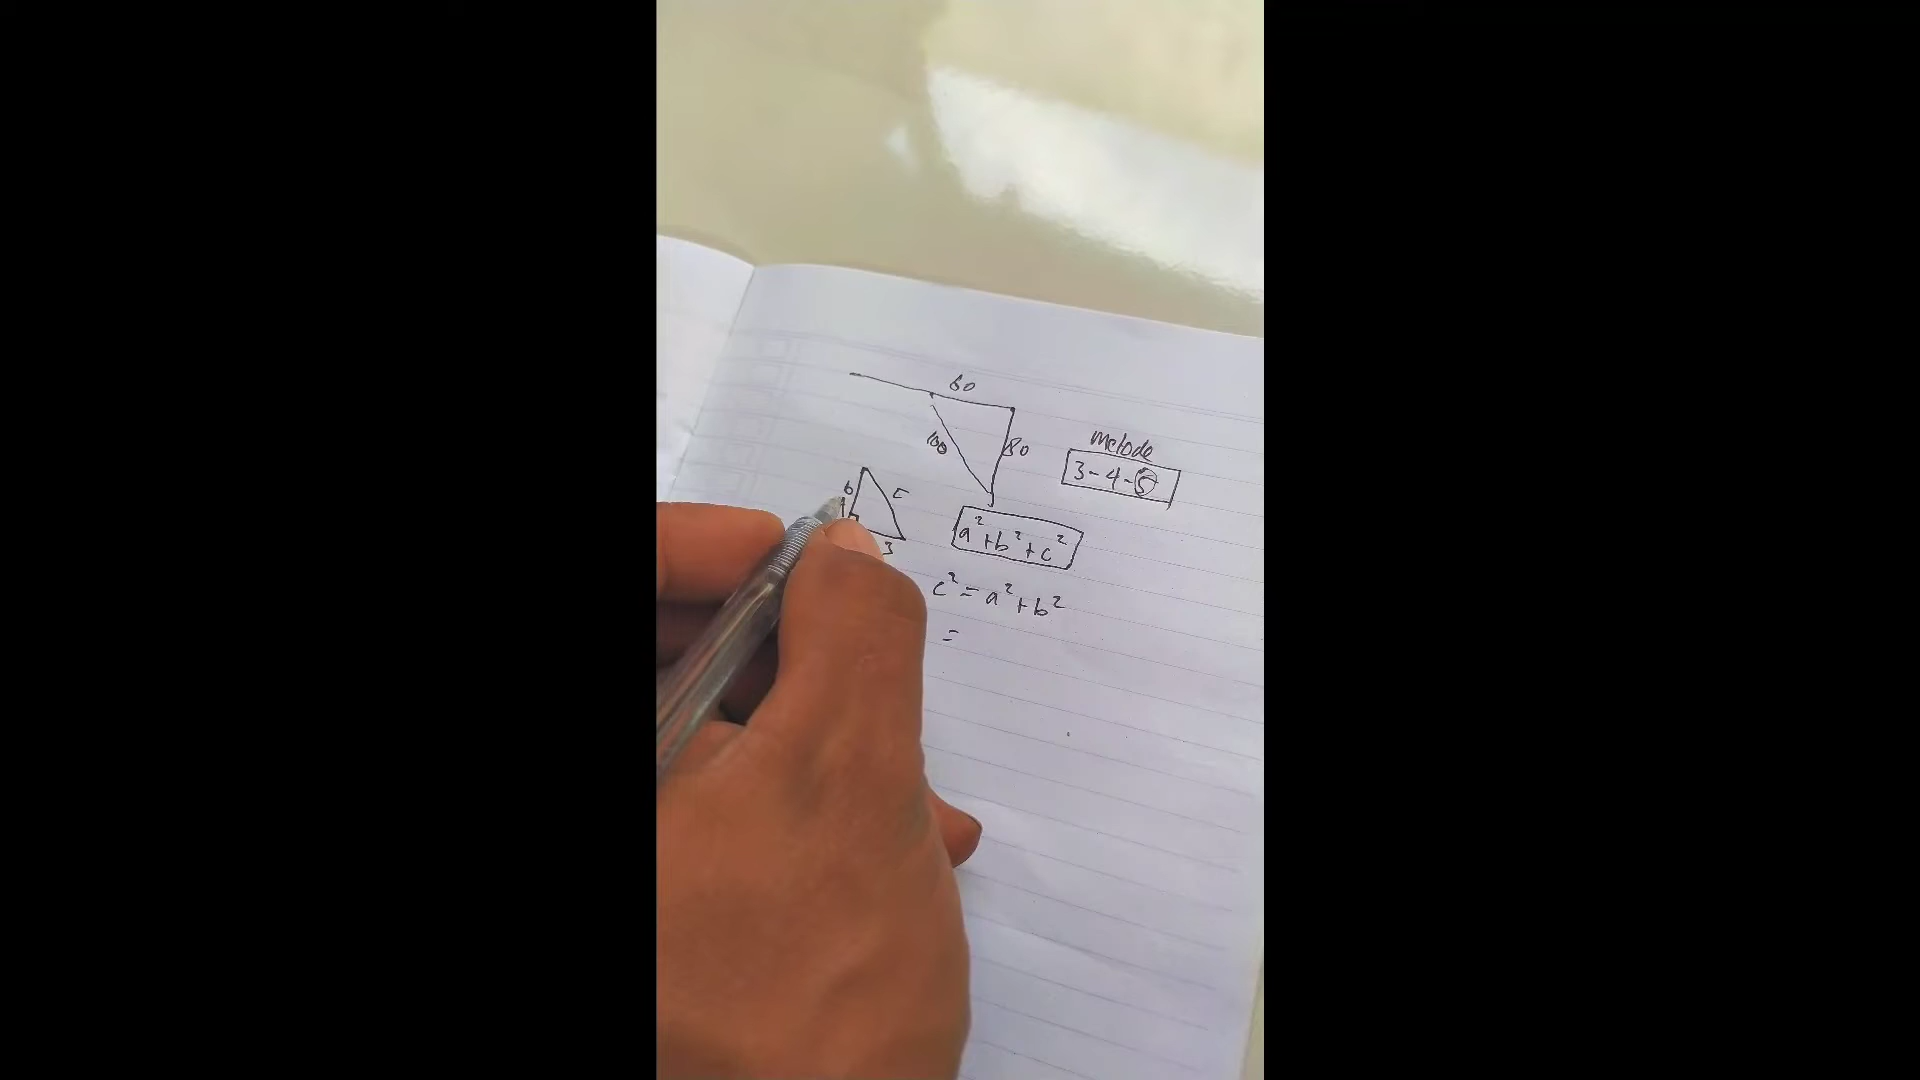 60
100
80
metode
3-4-5
b
c
3
a²+b²+c²
c² = a²+b²
=